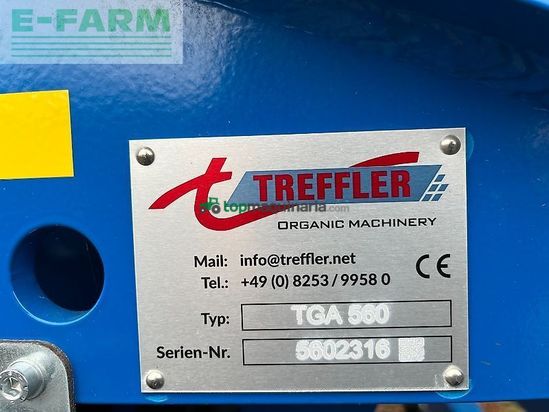 E-FARM
t TREFFLER
topmaquinaria.com
ORGANIC MACHINERY
Mail: info@treffler.net
Tel.: +49 (0) 8253 / 9958 0
CE
Typ: TGA 560
Serien-Nr. 5602316